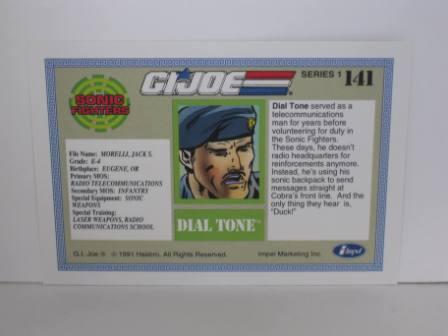 SONIC
FIGHTERS
G.I. JOE
®
SERIES 1 141
File Name: MORELLI, JACK S.
Grade: E-4
Birthplace: EUGENE, OR
Primary MOS:
RADIO TELECOMMUNICATIONS
Secondary MOS: INFANTRY
Special Equipment: SONIC
WEAPONS
Special Training:
LASER WEAPONS, RADIO
COMMUNICATIONS SCHOOL
DIAL TONE™
Dial Tone served as a
telecommunications
man for years before
volunteering for duty in
the Sonic Fighters.
These days, he doesn't
radio headquarters for
reinforcements anymore.
Instead, he's using his
sonic backpack to send
messages straight at
Cobra's front line. And the
only thing they hear is,
"Duck!"
G.I. Joe ® © 1991 Hasbro. All Rights Reserved. Impel Marketing Inc.
impel